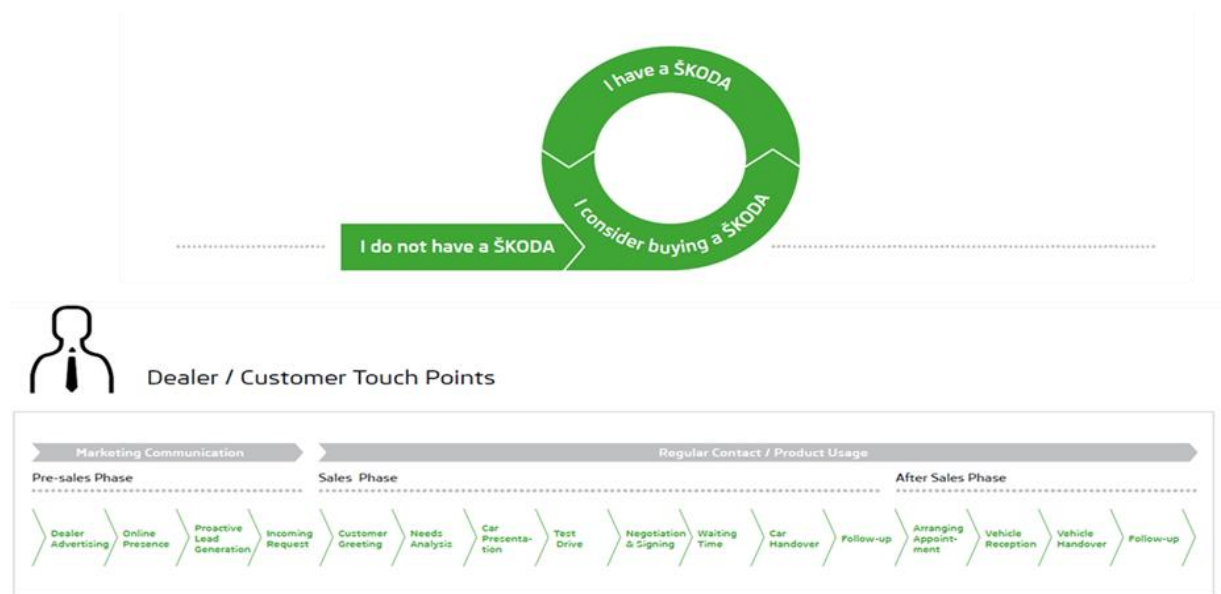 I have a ŠKODA
I consider buying a ŠKODA
I do not have a ŠKODA
Dealer / Customer Touch Points
Marketing Communication
Regular Contact / Product Usage
Pre-sales Phase
Sales Phase
After Sales Phase
Dealer
Advertising
Online
Presence
Proactive
Lead
Generation
Incoming
Request
Customer
Greeting
Needs
Analysis
Car
Presenta-
tion
Test
Drive
Negotiation
& Signing
Waiting
Time
Car
Handover
Follow-up
Arranging
Appoint-
ment
Vehicle
Reception
Vehicle
Handover
Follow-up